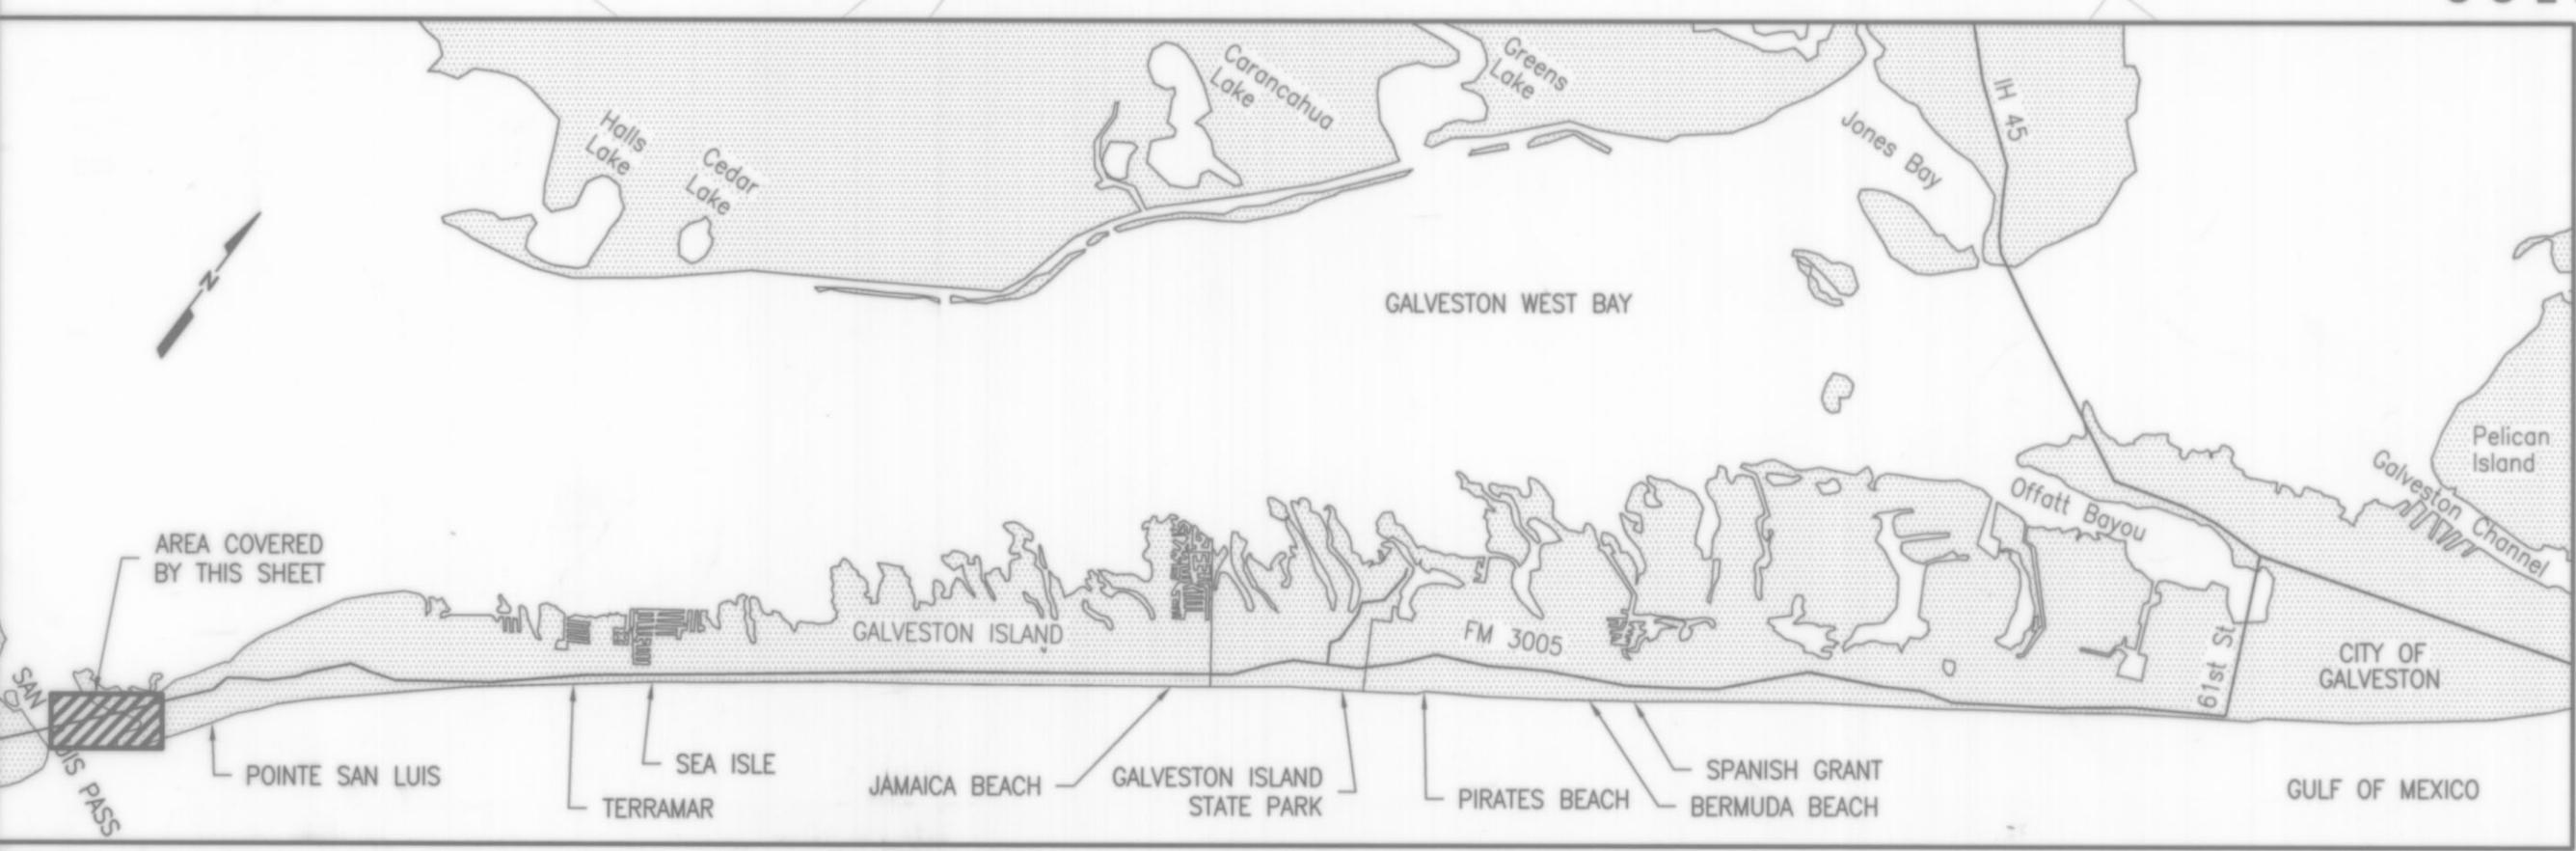 Carancahua
Lake
Greens
Lake
IH 45
Halls
Lake
Jones Bay
Cedar
Lake
N
GALVESTON WEST BAY
Pelican
Island
Galveston Channel
Offatt Bayou
AREA COVERED
BY THIS SHEET
GALVESTON ISLAND
FM 3005
61st St
CITY OF
GALVESTON
SAN
UIS PASS
POINTE SAN LUIS
SEA ISLE
TERRAMAR
JAMAICA BEACH
GALVESTON ISLAND
STATE PARK
PIRATES BEACH
SPANISH GRANT
BERMUDA BEACH
GULF OF MEXICO